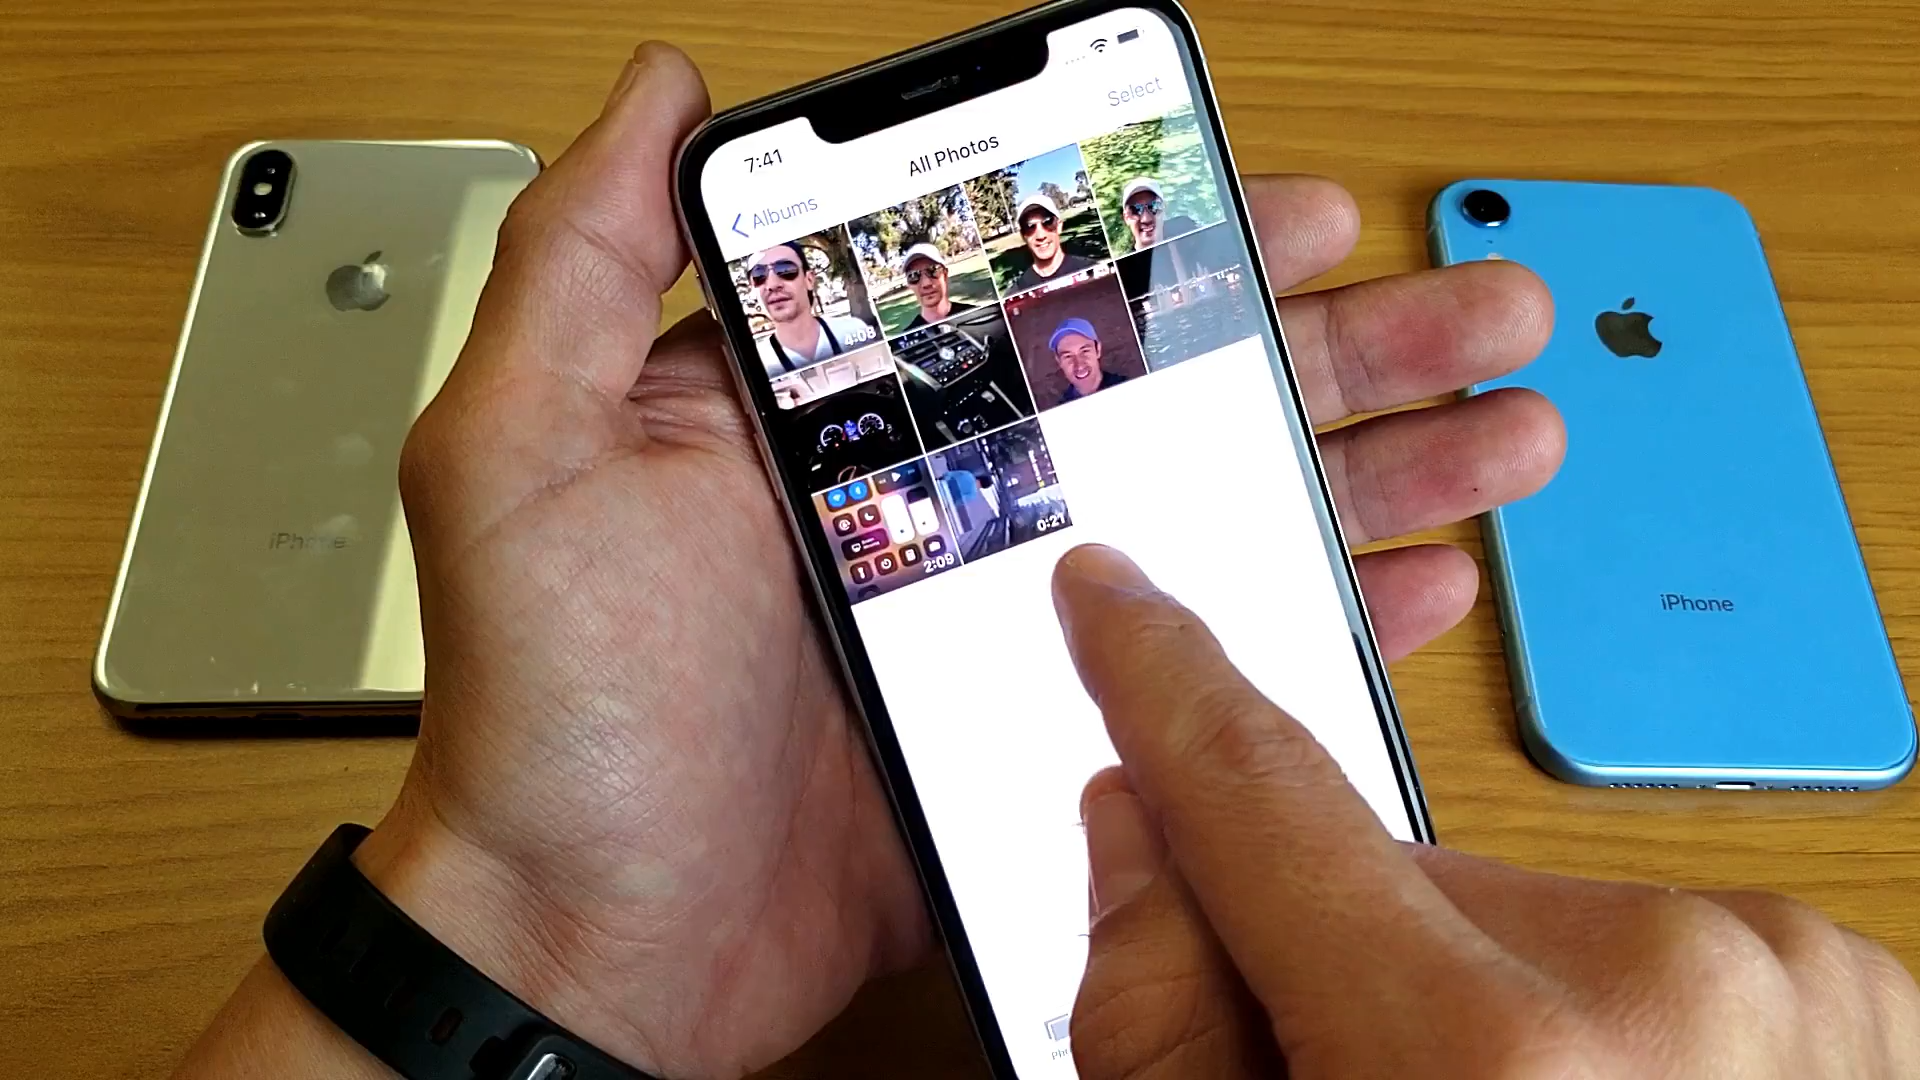 7:41
Select
All Photos
Albums
4:08
2:09
0:21
iPhone
iPhone